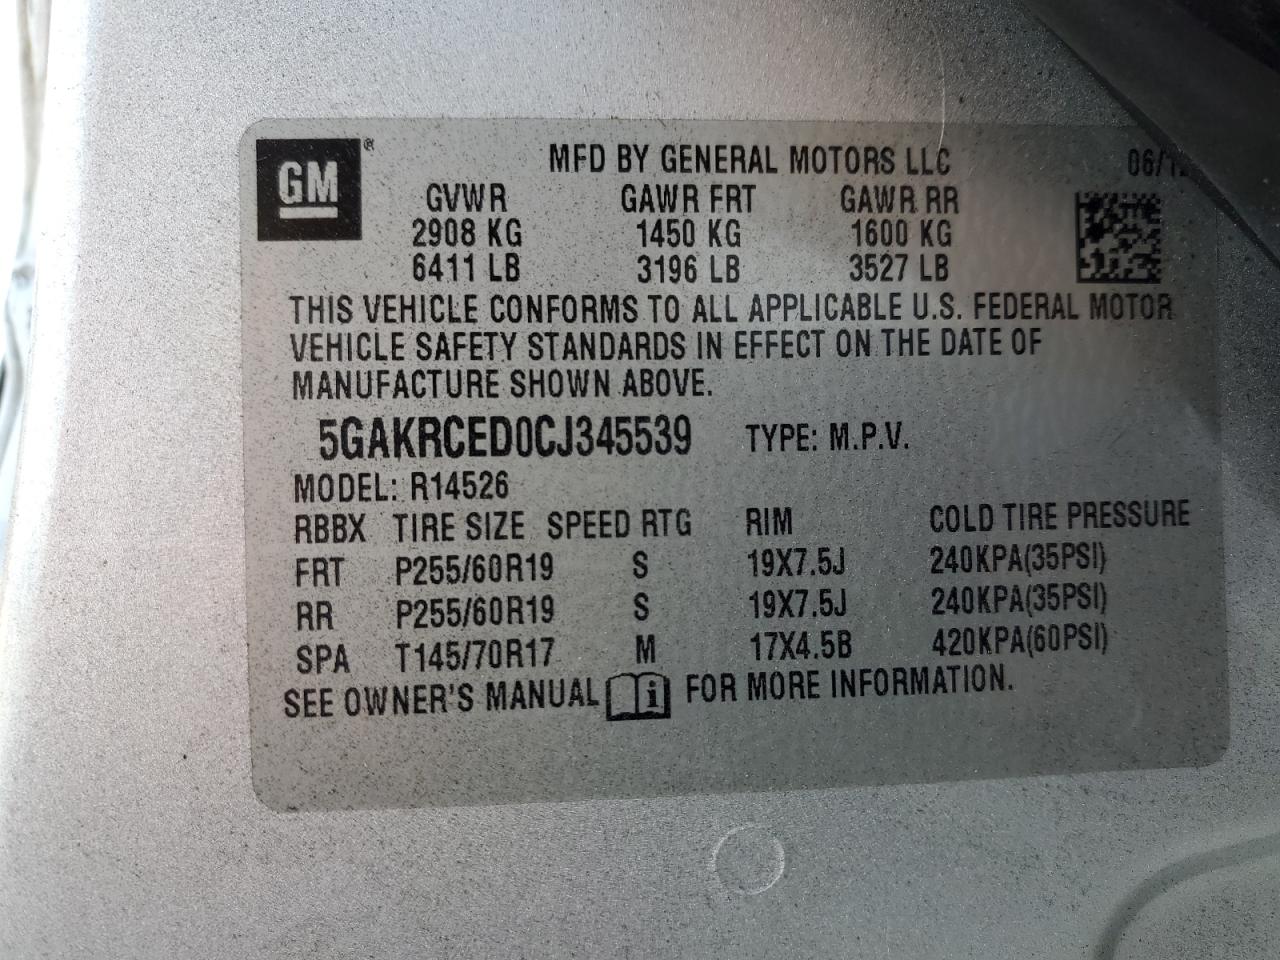 GM ® MFD BY GENERAL MOTORS LLC 06/12
GVWR GAWR FRT GAWR RR
2908 KG 1450 KG 1600 KG
6411 LB 3196 LB 3527 LB
THIS VEHICLE CONFORMS TO ALL APPLICABLE U.S. FEDERAL MOTOR
VEHICLE SAFETY STANDARDS IN EFFECT ON THE DATE OF
MANUFACTURE SHOWN ABOVE.
5GAKRCED0CJ345539 TYPE: M.P.V.
MODEL: R14526
RBBX TIRE SIZE SPEED RTG RIM COLD TIRE PRESSURE
FRT P255/60R19 S 19X7.5J 240KPA(35PSI)
RR P255/60R19 S 19X7.5J 240KPA(35PSI)
SPA T145/70R17 M 17X4.5B 420KPA(60PSI)
SEE OWNER'S MANUAL i FOR MORE INFORMATION.